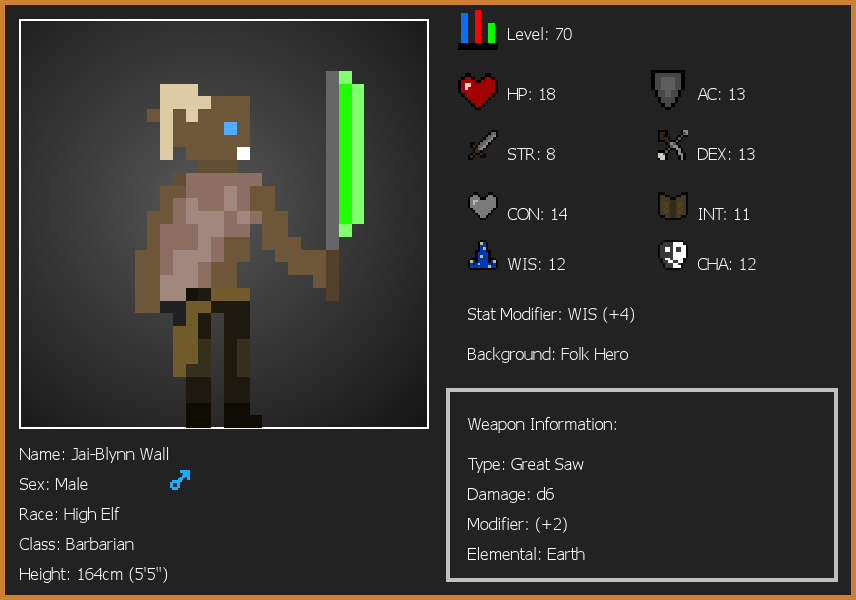 Level: 70
HP: 18
AC: 13
STR: 8
DEX: 13
CON: 14
INT: 11
WIS: 12
CHA: 12
Stat Modifier: WIS (+4)
Background: Folk Hero
Weapon Information:
Type: Great Saw
Damage: d6
Modifier: (+2)
Elemental: Earth
Name: Jai-Blynn Wall
Sex: Male
Race: High Elf
Class: Barbarian
Height: 164cm (5'5")